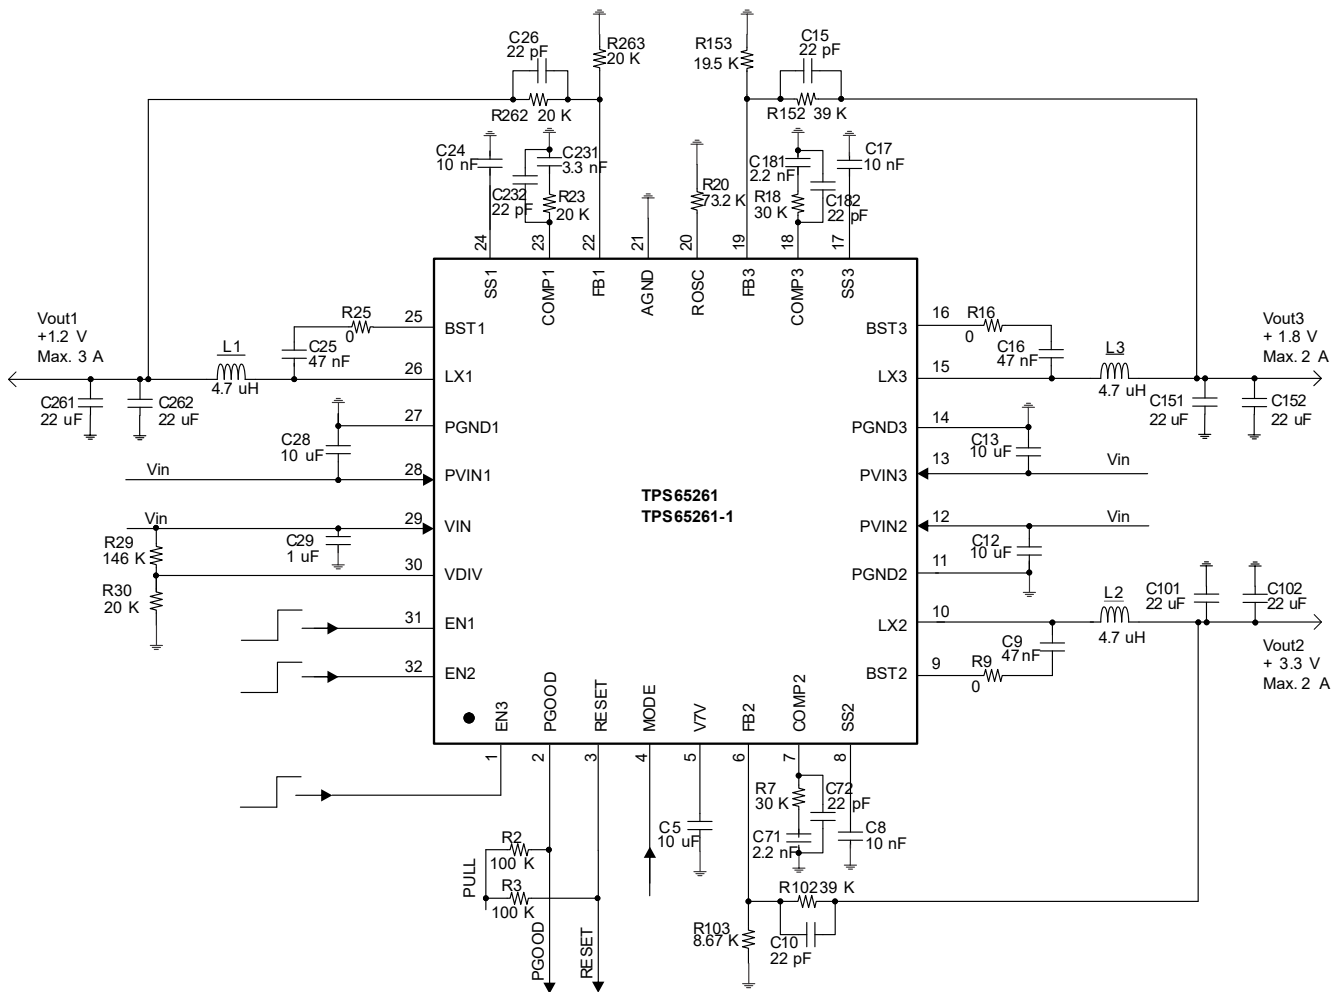 C26
22 pF
R263
20 K
R262 20 K
R153
19.5 K
C15
22 pF
R152 39 K
C24
10 nF
C231
3.3 nF
C232
22 pF
R23
20 K
R20
73.2 K
C181
2.2 nF
R18
30 K
C182
22 pF
C17
10 nF
24
23
22
21
20
19
18
17
SS1
COMP1
FB1
AGND
ROSC
FB3
COMP3
SS3
Vout1
+1.2 V
Max. 3 A
L1
4.7 uH
R25
0
C25
47 nF
C261
22 uF
C262
22 uF
C28
10 uF
Vin
Vin
C29
1 uF
R29
146 K
R30
20 K
25
26
27
28
29
30
31
32
BST1
LX1
PGND1
PVIN1
VIN
VDIV
EN1
EN2
TPS65261
TPS65261-1
BST3
LX3
PGND3
PVIN3
PVIN2
PGND2
LX2
BST2
16
15
14
13
12
11
10
9
R16
0
C16
47 nF
L3
4.7 uH
Vout3
+ 1.8 V
Max. 2 A
C151
22 uF
C152
22 uF
C13
10 uF
Vin
Vin
C12
10 uF
L2
4.7 uH
C101
22 uF
C102
22 uF
C9
47 nF
R9
0
Vout2
+ 3.3 V
Max. 2 A
EN3
PGOOD
RESET
MODE
V7V
FB2
COMP2
SS2
1
2
3
4
5
6
7
8
R2
100 K
R3
100 K
PULL
PGOOD
RESET
C5
10 uF
R7
30 K
C72
22 pF
C71
2.2 nF
C8
10 nF
R102 39 K
R103
8.67 K
C10
22 pF